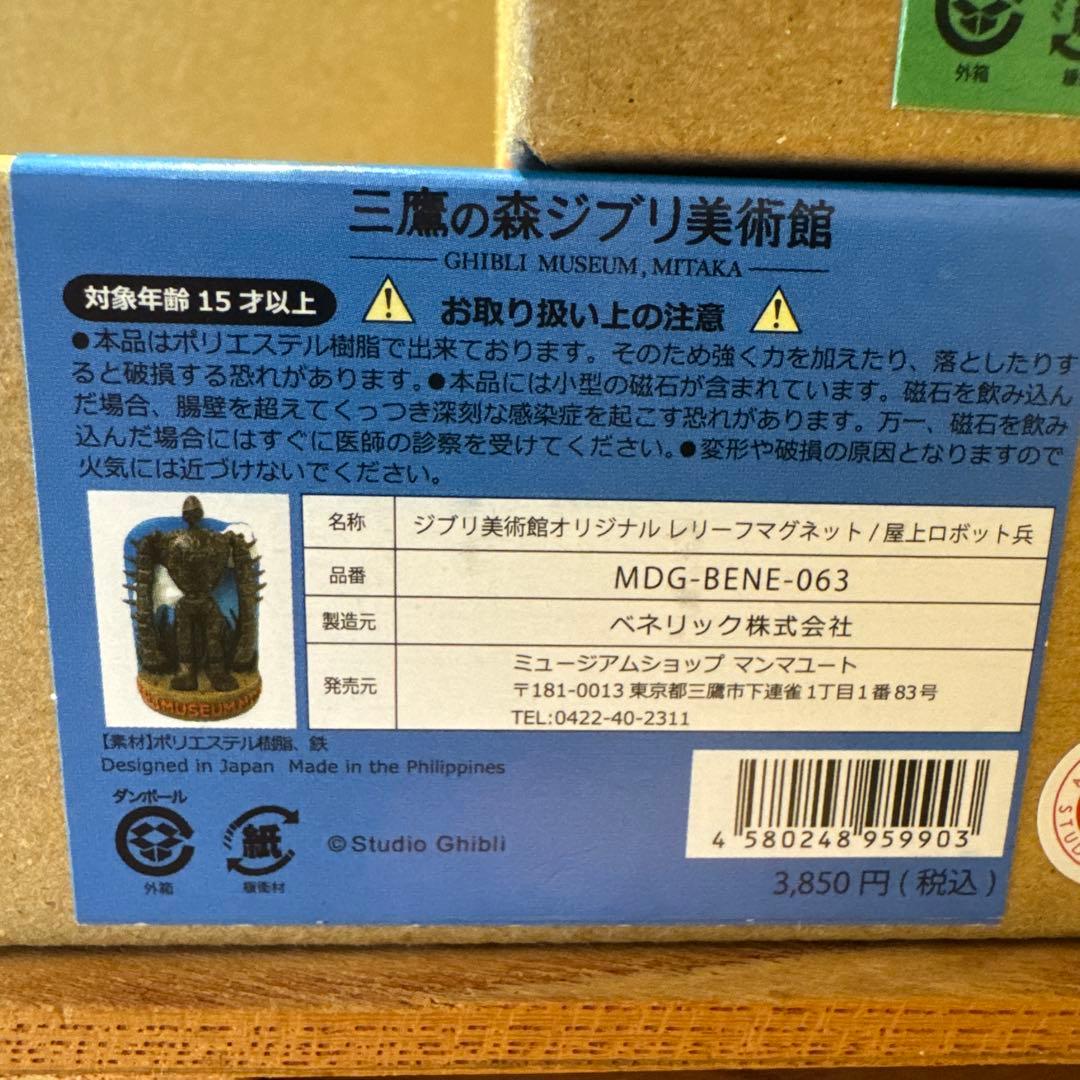 外箱
三鷹の森ジブリ美術館
GHIBLI MUSEUM, MITAKA
対象年齢 15 才以上
お取り扱い上の注意
●本品はポリエステル樹脂で出来ております。そのため強く力を加えたり、落としたりす
ると破損する恐れがあります。●本品には小型の磁石が含まれています。磁石を飲み込ん
だ場合、腸壁を超えてくっつき深刻な感染症を起こす恐れがあります。万一、磁石を飲み
込んだ場合にはすぐに医師の診察を受けてください。●変形や破損の原因となりますので
火気には近づけないでください。
名称 ジブリ美術館オリジナル レリーフマグネット / 屋上ロボット兵
品番 MDG-BENE-063
製造元 ベネリック株式会社
発売元 ミュージアムショップ マンマユート
〒181-0013 東京都三鷹市下連雀 1丁目1番83号
TEL:0422-40-2311
MUSEUM
【素材】ポリエステル樹脂、鉄
Designed in Japan Made in the Philippines
ダンボール
外箱
紙
緩衝材
©Studio Ghibli
4 580248 959903
3,850 円 ( 税込 )